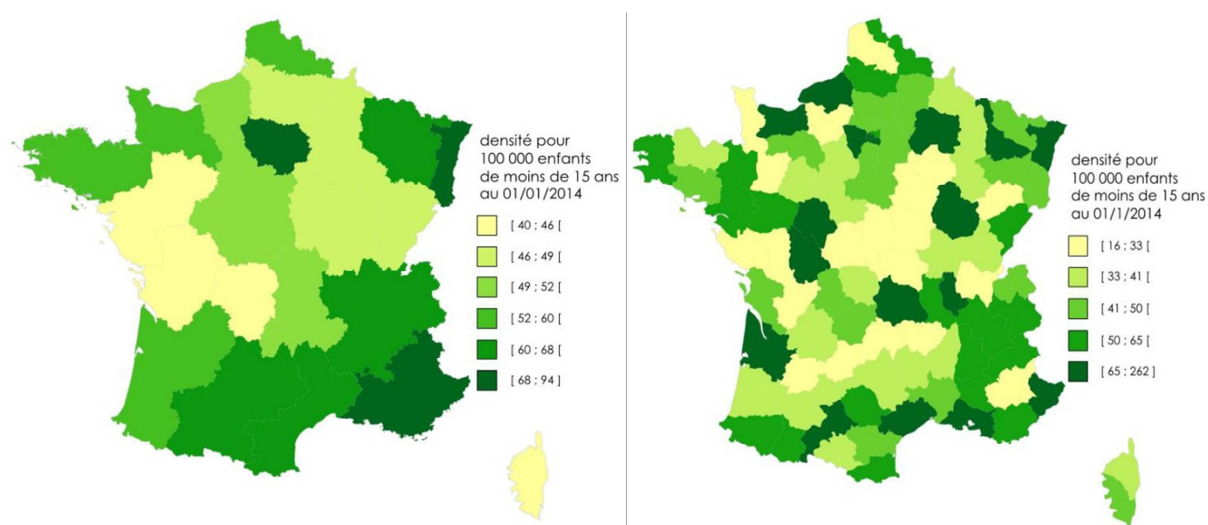 densité pour
100 000 enfants
de moins de 15 ans
au 01/01/2014
[ 40 ; 46 [
[ 46 ; 49 [
[ 49 ; 52 [
[ 52 ; 60 [
[ 60 ; 68 [
[ 68 ; 94 [
densité pour
100 000 enfants
de moins de 15 ans
au 01/1/2014
[ 16 ; 33 [
[ 33 ; 41 [
[ 41 ; 50 [
[ 50 ; 65 [
[ 65 ; 262 ]